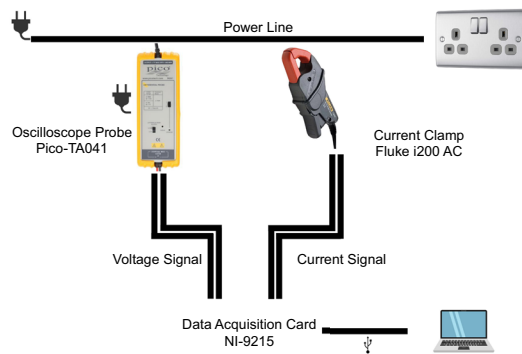 Power Line
pico
Oscilloscope Probe
Pico-TA041
Current Clamp
Fluke i200 AC
Voltage Signal
Current Signal
Data Acquisition Card
NI-9215